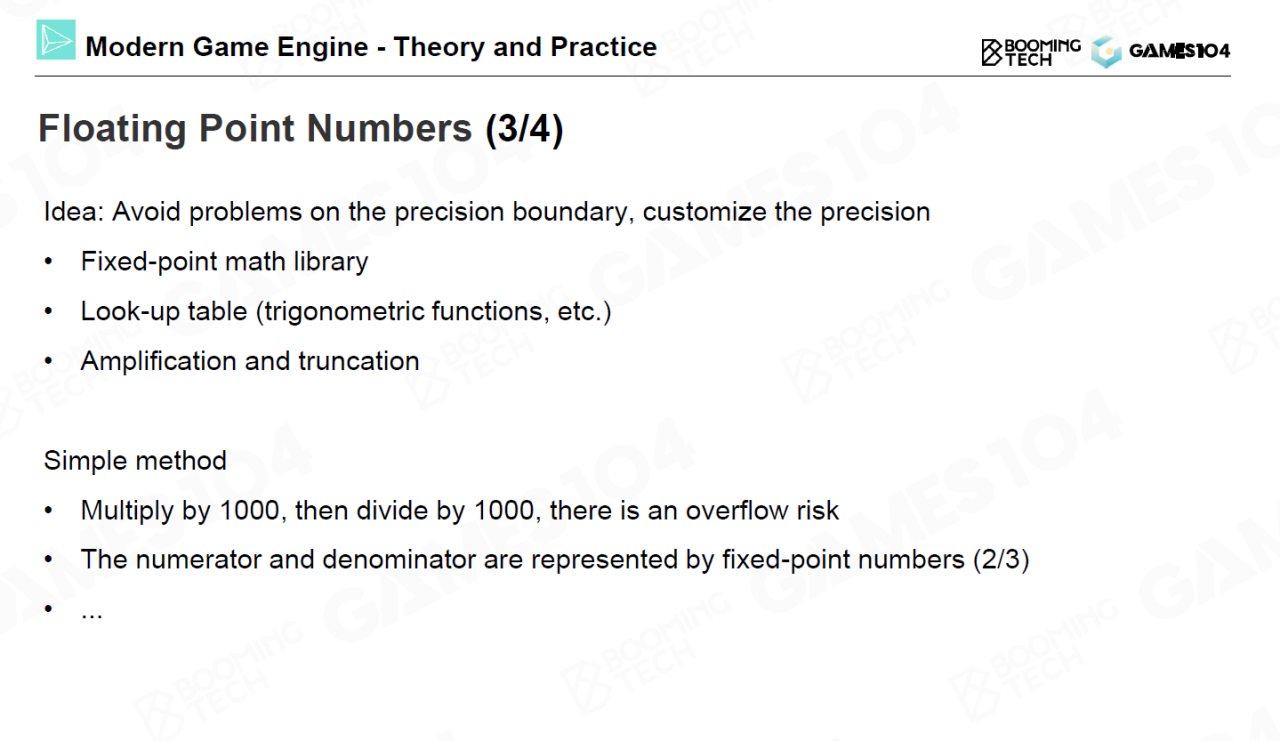 Modern Game Engine - Theory and Practice
BOOMING TECH
GAMES104
Floating Point Numbers (3/4)
Idea: Avoid problems on the precision boundary, customize the precision
• Fixed-point math library
• Look-up table (trigonometric functions, etc.)
• Amplification and truncation
Simple method
• Multiply by 1000, then divide by 1000, there is an overflow risk
• The numerator and denominator are represented by fixed-point numbers (2/3)
• ...